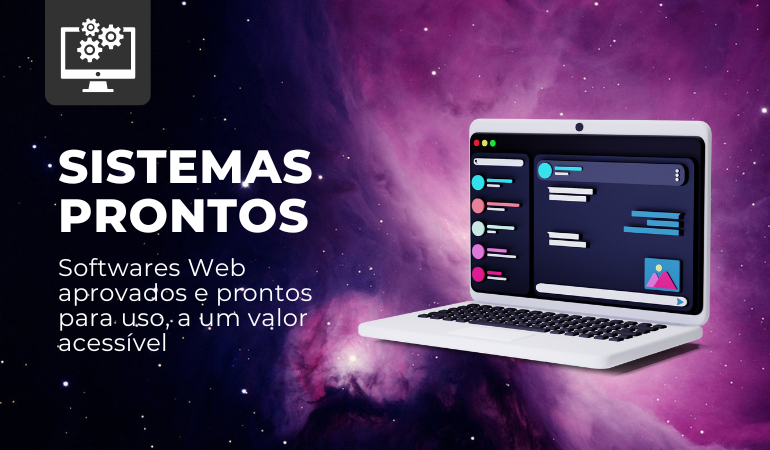 SISTEMAS
PRONTOS
Softwares Web
aprovados e prontos
para uso, a um valor
acessível